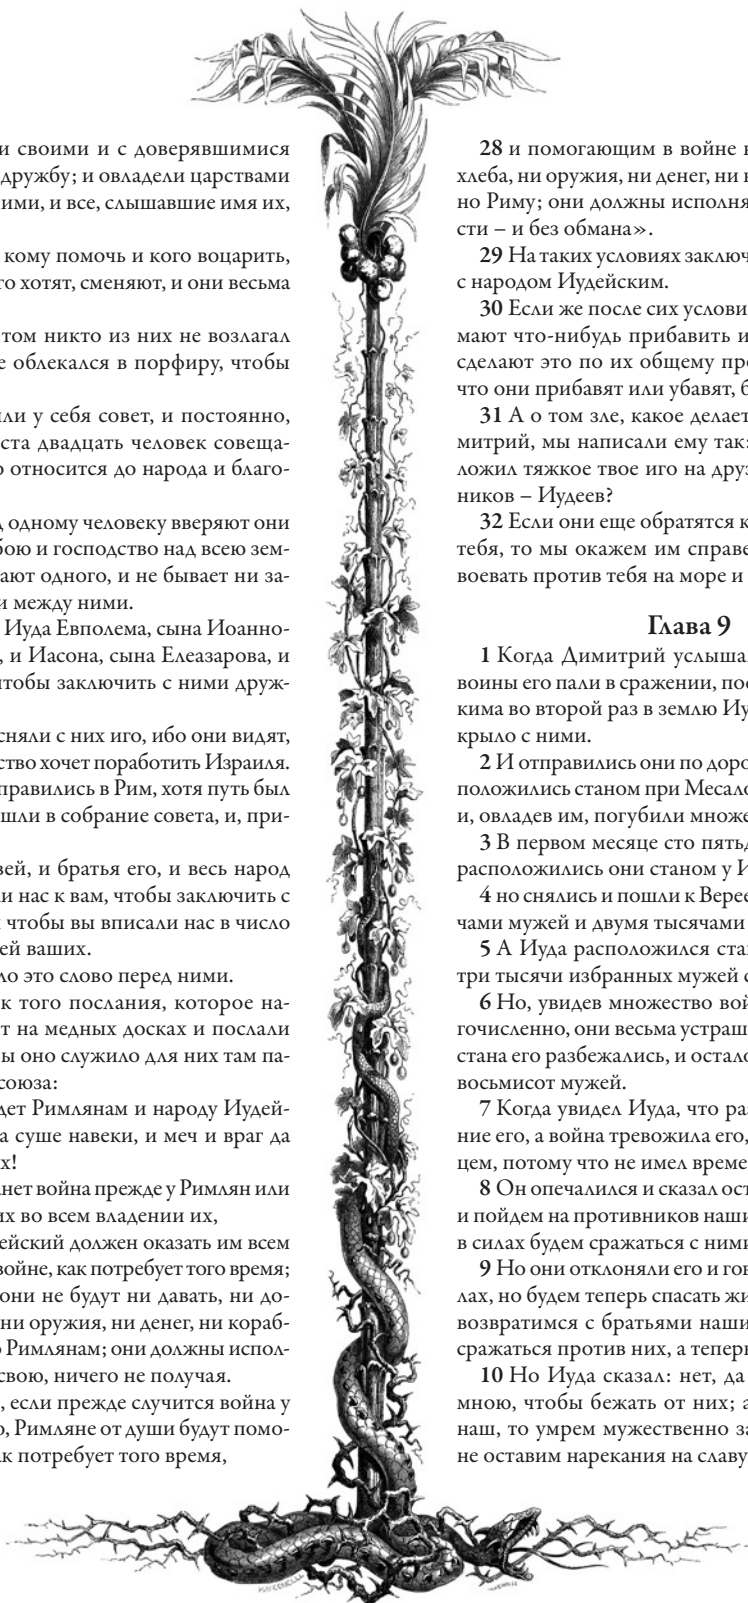 и своими и с доверявшимися
дружбу; и овладели царствами
ими, и все, слышавшие имя их,
кому помочь и кого воцарить,
го хотят, сменяют, и они весьма
том никто из них не возлагал
е облекался в порфиру, чтобы
ли у себя совет, и постоянно,
ста двадцать человек совеща-
о относится до народа и благо-
д одному человеку вверяют они
бою и господство над всею зем-
ают одного, и не бывает ни за-
и между ними.
Иуда Евполема, сына Иоанно-
, и Иасона, сына Елеазарова, и
чтобы заключить с ними друж-
сняли с них иго, ибо они видят,
ство хочет поработить Израиля.
правились в Рим, хотя путь был
шли в собрание совета, и, при-
вей, и братья его, и весь народ
и нас к вам, чтобы заключить с
и чтобы вы вписали нас в число
ей ваших.
ло это слово перед ними.
к того послания, которое на-
т на медных досках и послали
бы оно служило для них там па-
союза:
дет Римлянам и народу Иудей-
а суше навеки, и меч и враг да
х!
анет война прежде у Римлян или
их во всем владении их,
ейский должен оказать им всем
войне, как потребует того время;
они не будут ни давать, ни до-
ни оружия, ни денег, ни кораб-
о Римлянам; они должны испол-
свою, ничего не получая.
, если прежде случится война у
о, Римляне от души будут помо-
ак потребует того время,
28 и помогающим в войне н
хлеба, ни оружия, ни денег, ни к
но Риму; они должны исполня
сти – и без обмана».
29 На таких условиях заключ
с народом Иудейским.
30 Если же после сих услови
мают что-нибудь прибавить и
сделают это по их общему про
что они прибавят или убавят, б
31 А о том зле, какое делает
митрий, мы написали ему так:
ложил тяжкое твое иго на друз
ников – Иудеев?
32 Если они еще обратятся к
тебя, то мы окажем им справе
воевать против тебя на море и
Глава 9
1 Когда Димитрий услыша
воины его пали в сражении, пос
кима во второй раз в землю Иу
крыло с ними.
2 И отправились они по доро
положились станом при Месало
и, овладев им, погубили множе
3 В первом месяце сто пятьд
расположились они станом у И
4 но снялись и пошли к Верее
чами мужей и двумя тысячами
5 А Иуда расположился ста
три тысячи избранных мужей с
6 Но, увидев множество вой
гочисленно, они весьма устраш
стана его разбежались, и остало
восьмисот мужей.
7 Когда увидел Иуда, что раз
ние его, а война тревожила его,
цем, потому что не имел време
8 Он опечалился и сказал ост
и пойдем на противников наши
в силах будем сражаться с ними
9 Но они отклоняли его и гов
лах, но будем теперь спасать жи
возвратимся с братьями наши
сражаться против них, а теперь
10 Но Иуда сказал: нет, да
мною, чтобы бежать от них; а
наш, то умрем мужественно за
не оставим нарекания на славу